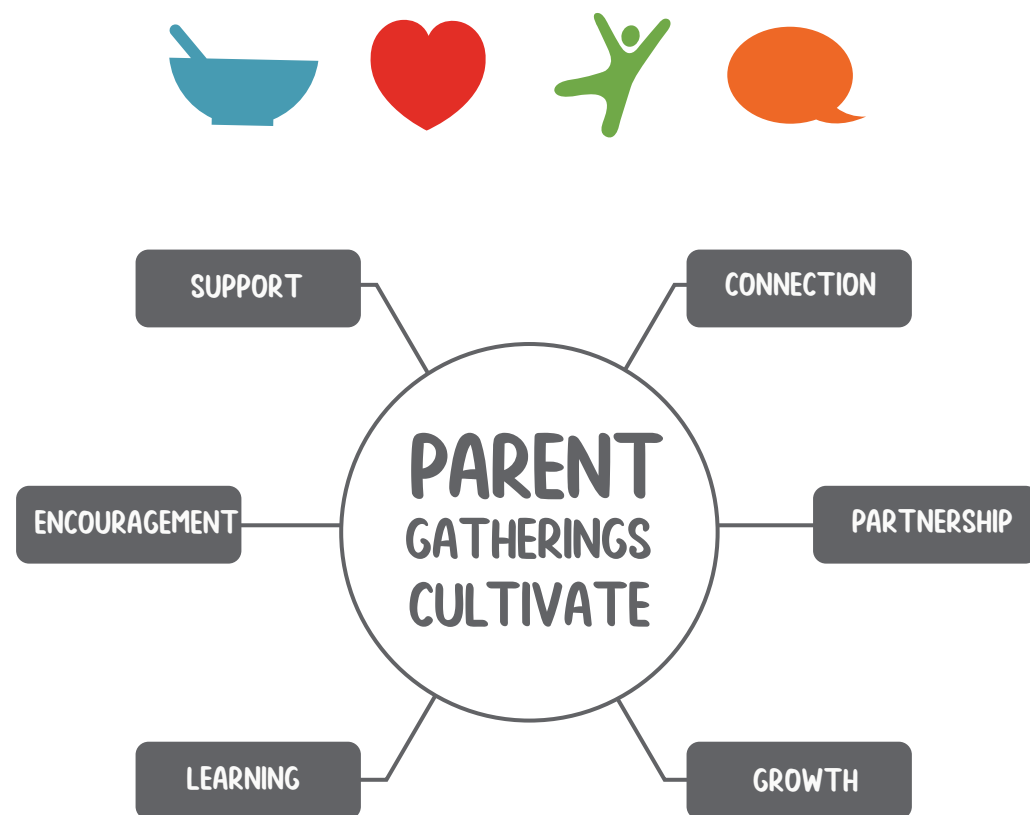 SUPPORT
CONNECTION
PARENT
GATHERINGS
CULTIVATE
ENCOURAGEMENT
PARTNERSHIP
LEARNING
GROWTH